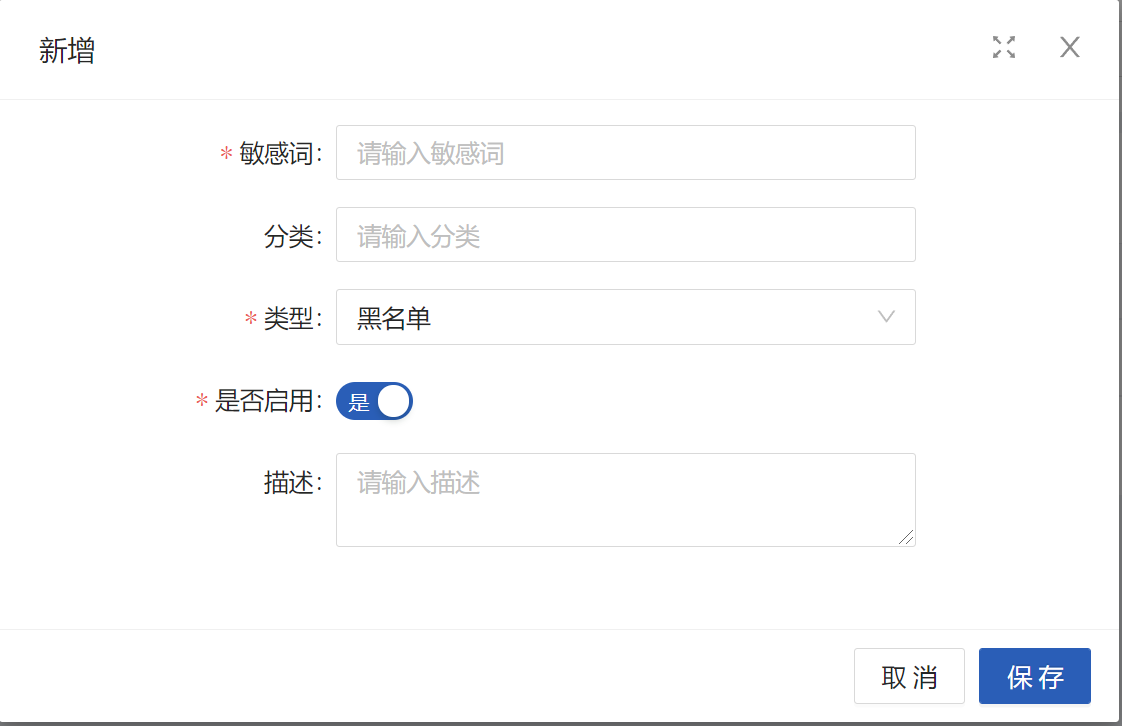 新增
* 敏感词: 请输入敏感词
分类: 请输入分类
* 类型: 黑名单
* 是否启用: 是
描述: 请输入描述
取消 保存